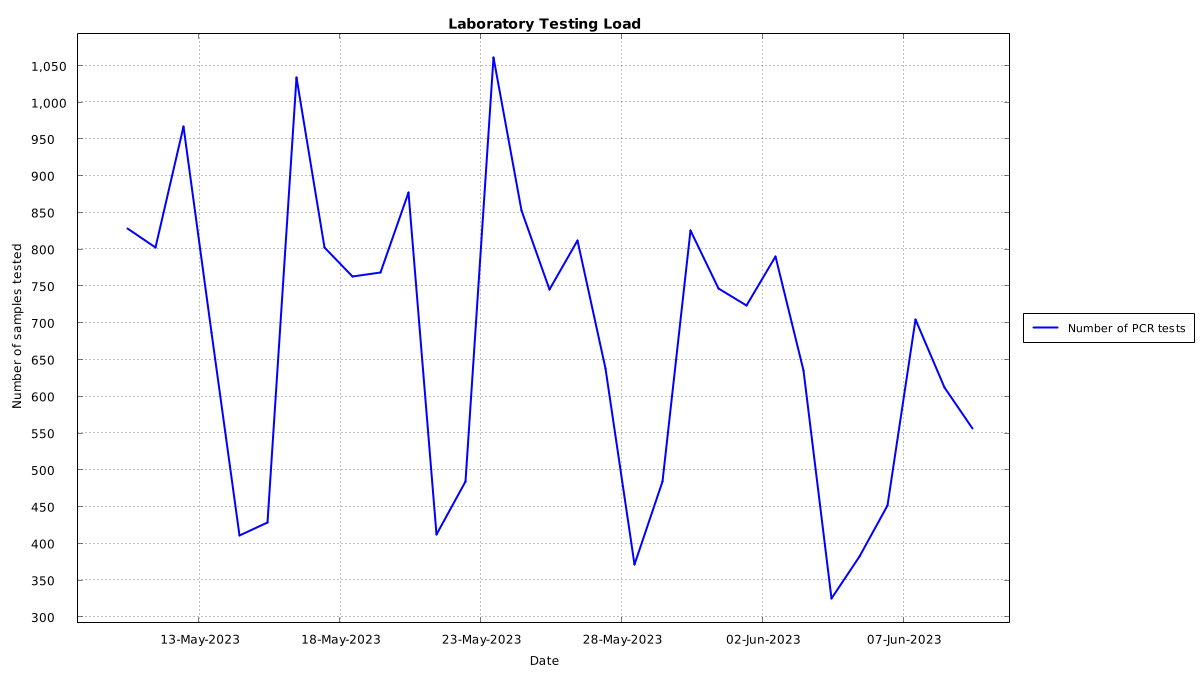 Laboratory Testing Load
Number of samples tested
1,050
1,000
950
900
850
800
750
700
650
600
550
500
450
400
350
300
13-May-2023
18-May-2023
23-May-2023
28-May-2023
02-Jun-2023
07-Jun-2023
Date
Number of PCR tests